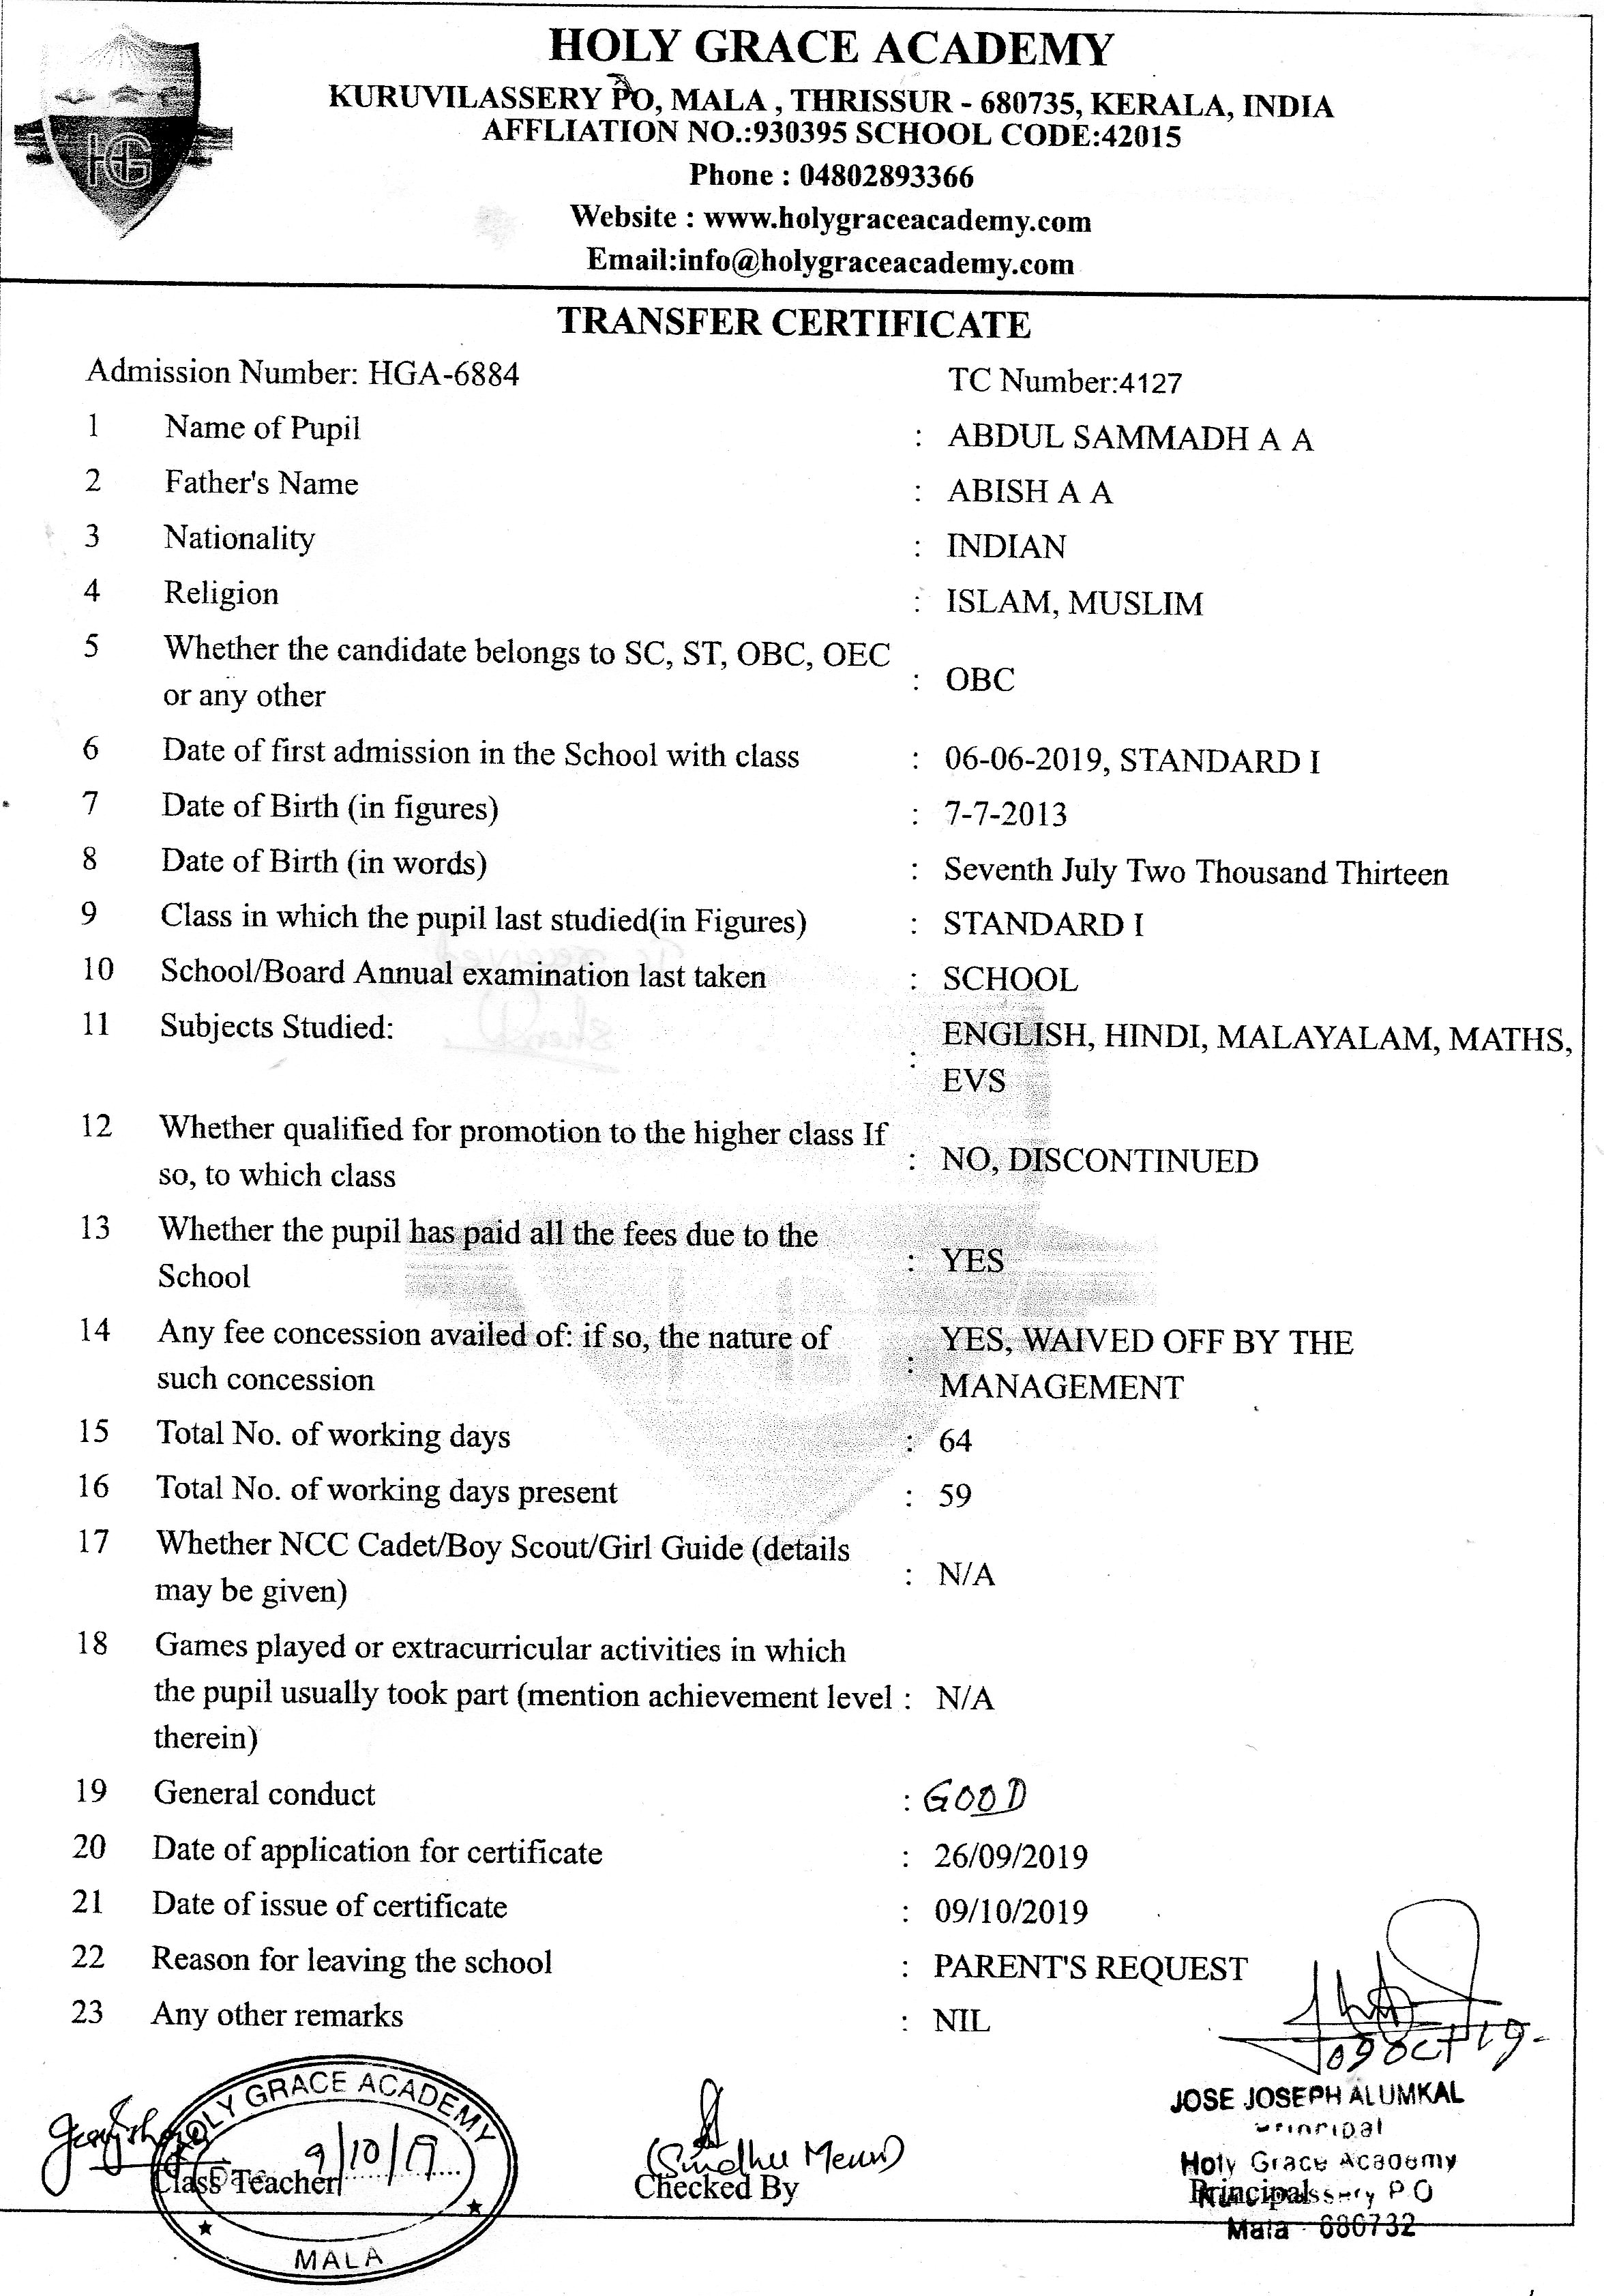 HOLY GRACE ACADEMY
KURUVILASSERY PO, MALA , THRISSUR - 680735, KERALA, INDIA
AFFLIATION NO.:930395 SCHOOL CODE:42015
Phone : 04802893366
Website : www.holygraceacademy.com
Email:info@holygraceacademy.com
HG
TRANSFER CERTIFICATE
Admission Number: HGA-6884 TC Number:4127
1 Name of Pupil : ABDUL SAMMADH A A
2 Father's Name : ABISH A A
3 Nationality : INDIAN
4 Religion : ISLAM, MUSLIM
5 Whether the candidate belongs to SC, ST, OBC, OEC
or any other : OBC
6 Date of first admission in the School with class : 06-06-2019, STANDARD I
7 Date of Birth (in figures) : 7-7-2013
8 Date of Birth (in words) : Seventh July Two Thousand Thirteen
9 Class in which the pupil last studied(in Figures) : STANDARD I
10 School/Board Annual examination last taken : SCHOOL
11 Subjects Studied: : ENGLISH, HINDI, MALAYALAM, MATHS,
EVS
12 Whether qualified for promotion to the higher class If
so, to which class : NO, DISCONTINUED
13 Whether the pupil has paid all the fees due to the
School : YES
14 Any fee concession availed of: if so, the nature of
such concession : YES, WAIVED OFF BY THE
MANAGEMENT
15 Total No. of working days : 64
16 Total No. of working days present : 59
17 Whether NCC Cadet/Boy Scout/Girl Guide (details
may be given) : N/A
18 Games played or extracurricular activities in which
the pupil usually took part (mention achievement level : N/A
therein)
19 General conduct : GOOD
20 Date of application for certificate : 26/09/2019
21 Date of issue of certificate : 09/10/2019
22 Reason for leaving the school : PARENT'S REQUEST
23 Any other remarks : NIL
09 OCT 19
HOLY GRACE ACADEMY
9/10/19
MALA
Class Teacher
(Sindhu Menon)
Checked By
JOSE JOSEPH ALUMKAL
Principal
Holy Grace Academy
Principal
P O
Mala - 680732